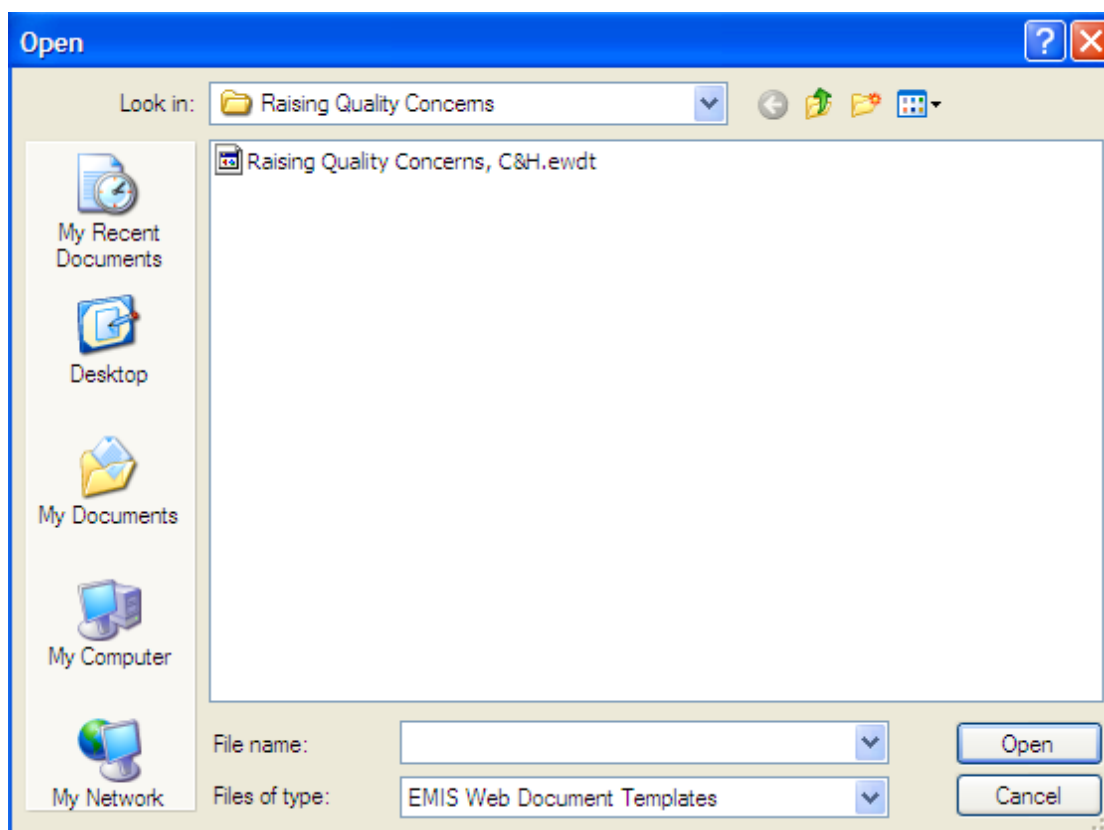 Open
Look in: Raising Quality Concerns
Raising Quality Concerns, C&H.ewdt
My Recent
Documents
Desktop
My Documents
My Computer
My Network
File name:
Open
Files of type: EMIS Web Document Templates
Cancel